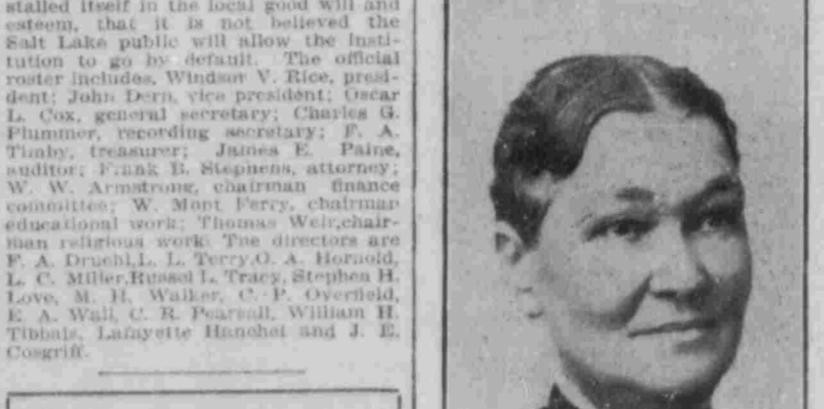 stalled itself in the local good will and
esteem, that it is not believed the
Salt Lake public will allow the insti-
tution to go by default. The official
roster includes, Windsor V. Rice, presi-
dent; John Dern, vice president; Oscar
L. Cox, general secretary; Charles G.
Plummer, recording secretary; F. A.
Timby, treasurer; James E. Paine,
auditor; Frank B. Stephens, attorney;
W. W. Armstrong, chairman finance
committee; W. Mont Ferry, chairman
educational work; Thomas Weir,chair-
man religious work. The directors are
F. A. Druehl,L. L. Terry,O. A. Hornold,
L. C. Miller,Russel L. Tracy, Stephen H.
Love, M. H. Walker, C. P. Overfield,
E. A. Wall, C. R. Pearsall, William H.
Tibbals, Lafayette Hanchet and J. E.
Cosgriff.